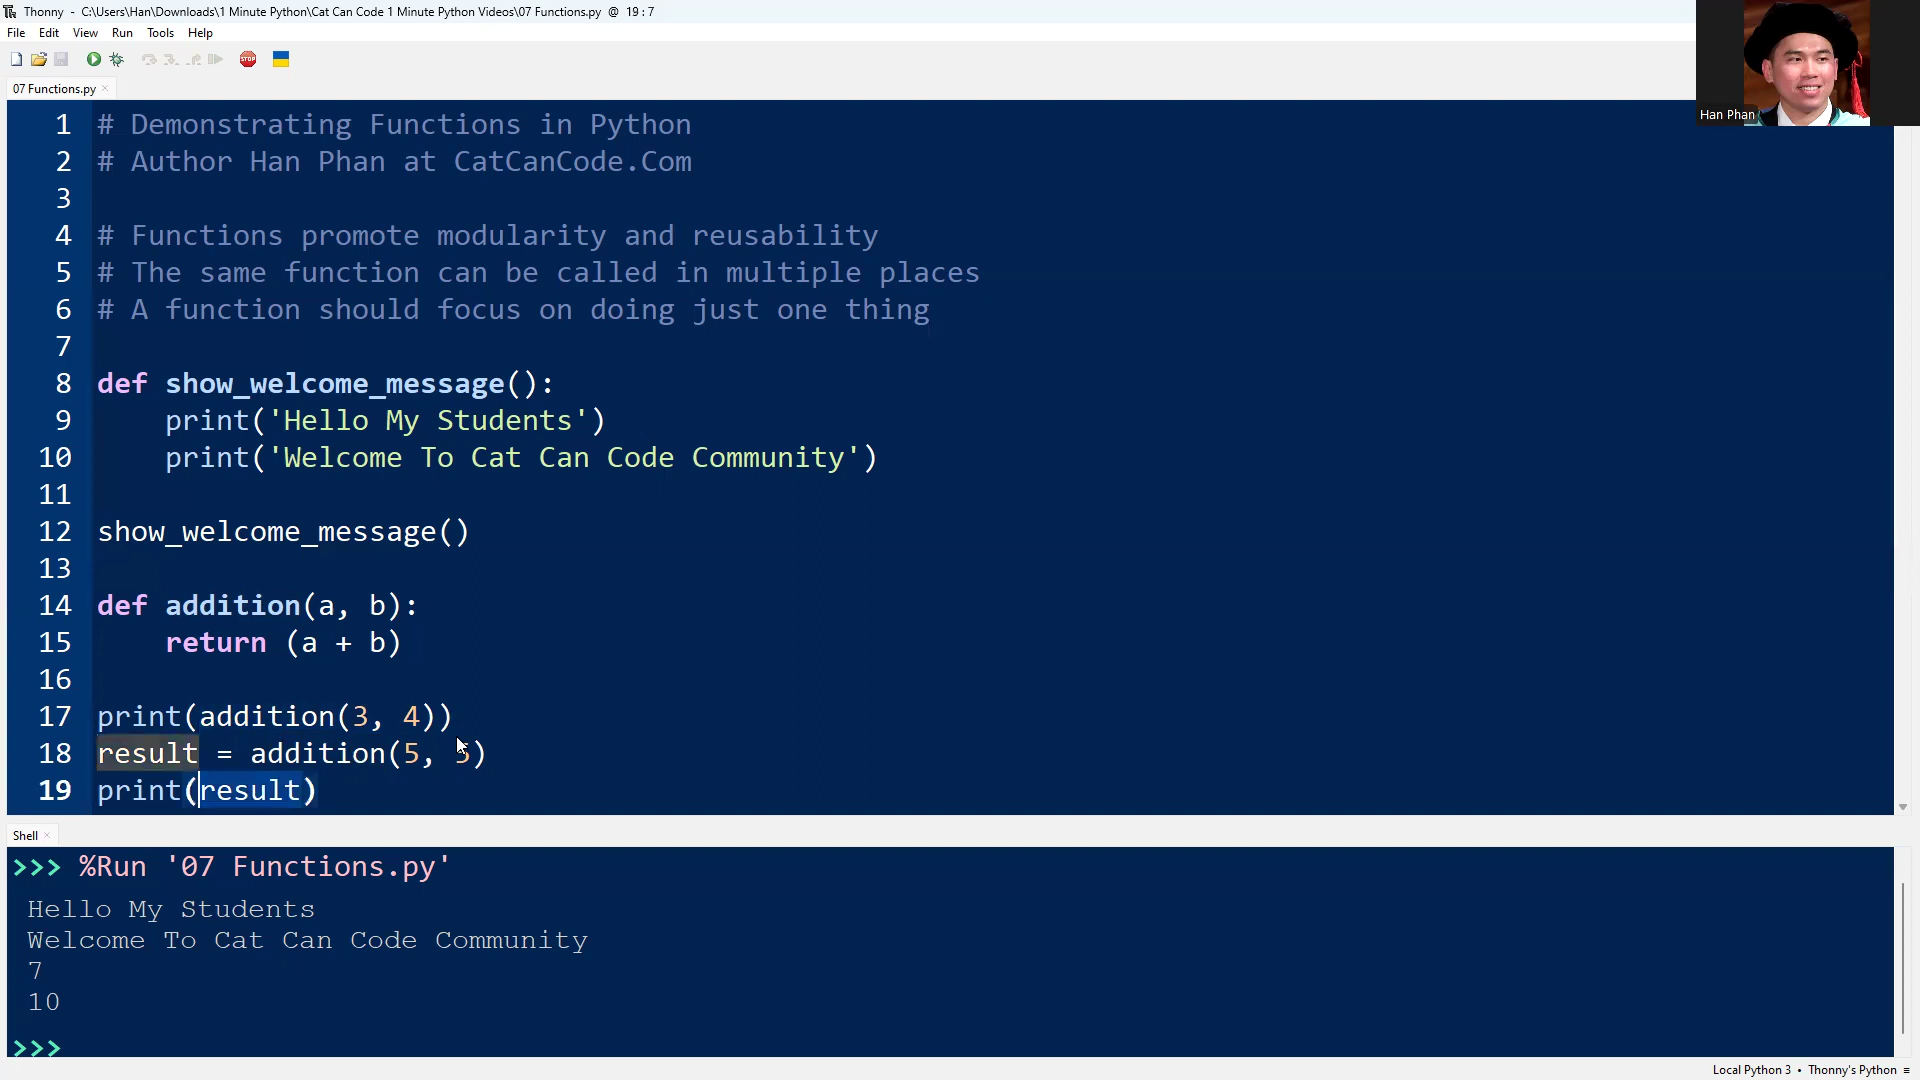 Thonny - C:\Users\Han\Downloads\1 Minute Python\Cat Can Code 1 Minute Python Videos\07 Functions.py @ 19 : 7
File Edit View Run Tools Help
STOP
07 Functions.py ×
Han Phan
1 # Demonstrating Functions in Python
2 # Author Han Phan at CatCanCode.Com
3
4 # Functions promote modularity and reusability
5 # The same function can be called in multiple places
6 # A function should focus on doing just one thing
7
8 def show_welcome_message():
9     print('Hello My Students')
10     print('Welcome To Cat Can Code Community')
11
12 show_welcome_message()
13
14 def addition(a, b):
15     return (a + b)
16
17 print(addition(3, 4))
18 result = addition(5, 5)
19 print(result)
Shell ×
>>> %Run '07 Functions.py'
Hello My Students
Welcome To Cat Can Code Community
7
10
>>>
Local Python 3 • Thonny's Python ≡